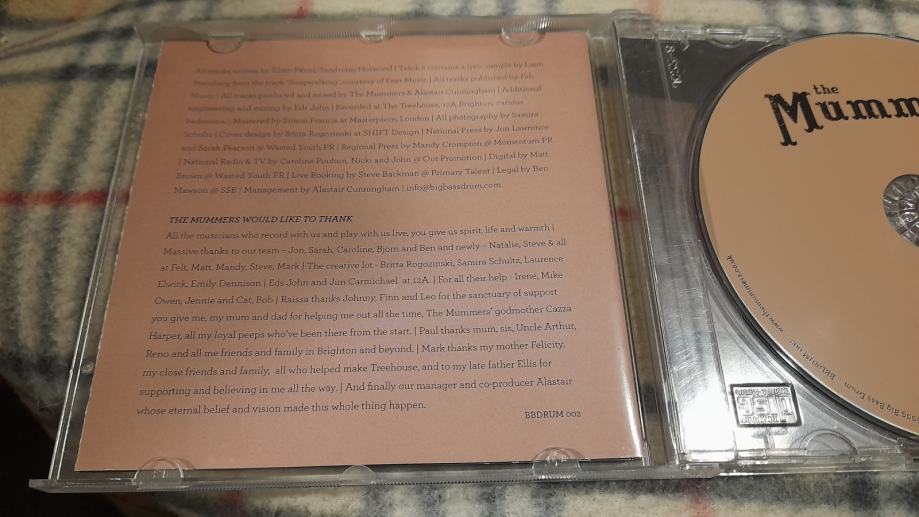 All tracks written by Khan Panni/Sandrone/Horwood | Track 8 contains a lyric sample by Liam
from the track 'Sleepwalking', courtesy of Fear Music | All tracks published by Felt
Music | All tracks produced and mixed by The Mummers & Alastair Cunningham | Additional
engineering and mixing by Eds John | Recorded at The Treehouse, 12A Brighton, various
bedrooms. | Mastered by Simon Francis at Masterpiece, London | All photography by Samira
Schultz | Cover design by Britta Rogozinski at SHIFT Design | National Press by Jon Lawrence
and Sarah Pearson @ Wasted Youth PR | Regional Press by Mandy Crompton @ Momentum PR
| National Radio & TV by Caroline Poulton, Nicki and John @ Out Promotion | Digital by Matt
Brown @ Wasted Youth PR | Live Booking by Steve Backman @ Primary Talent | Legal by Ben
Mawson @ SSB | Management by Alastair Cunningham | info@bigbassdrum.com
THE MUMMERS WOULD LIKE TO THANK
All the musicians who record with us and play with us live, you give us spirit, life and warmth |
Massive thanks to our team – Jon, Sarah, Caroline, Bjorn and Ben and newly – Natalie, Steve & all
at Felt, Matt, Mandy, Steve, Mark | The creative lot - Britta Rogozinski, Samira Schultz, Laurence
Elwick, Emily Dennison | Eds John and Jim Carmichael at 12A. | For all their help - Irene, Mike
Owen, Jennie and Cat, Bob | Raissa thanks Johnny, Finn and Leo for the sanctuary of support
you give me, my mum and dad for helping me out all the time, The Mummers' godmother Cazza
Harper, all my loyal peeps who've been there from the start. | Paul thanks mum, sis, Uncle Arthur,
Reno and all me friends and family in Brighton and beyond. | Mark thanks my mother Felicity,
my close friends and family, all who helped make Treehouse, and to my late father Ellis for
supporting and believing in me all the way. | And finally our manager and co-producer Alastair
whose eternal belief and vision made this whole thing happen.
BBDRUM 002
the
Mumm
www.themummers.co.uk
2009 Big Bass Drum